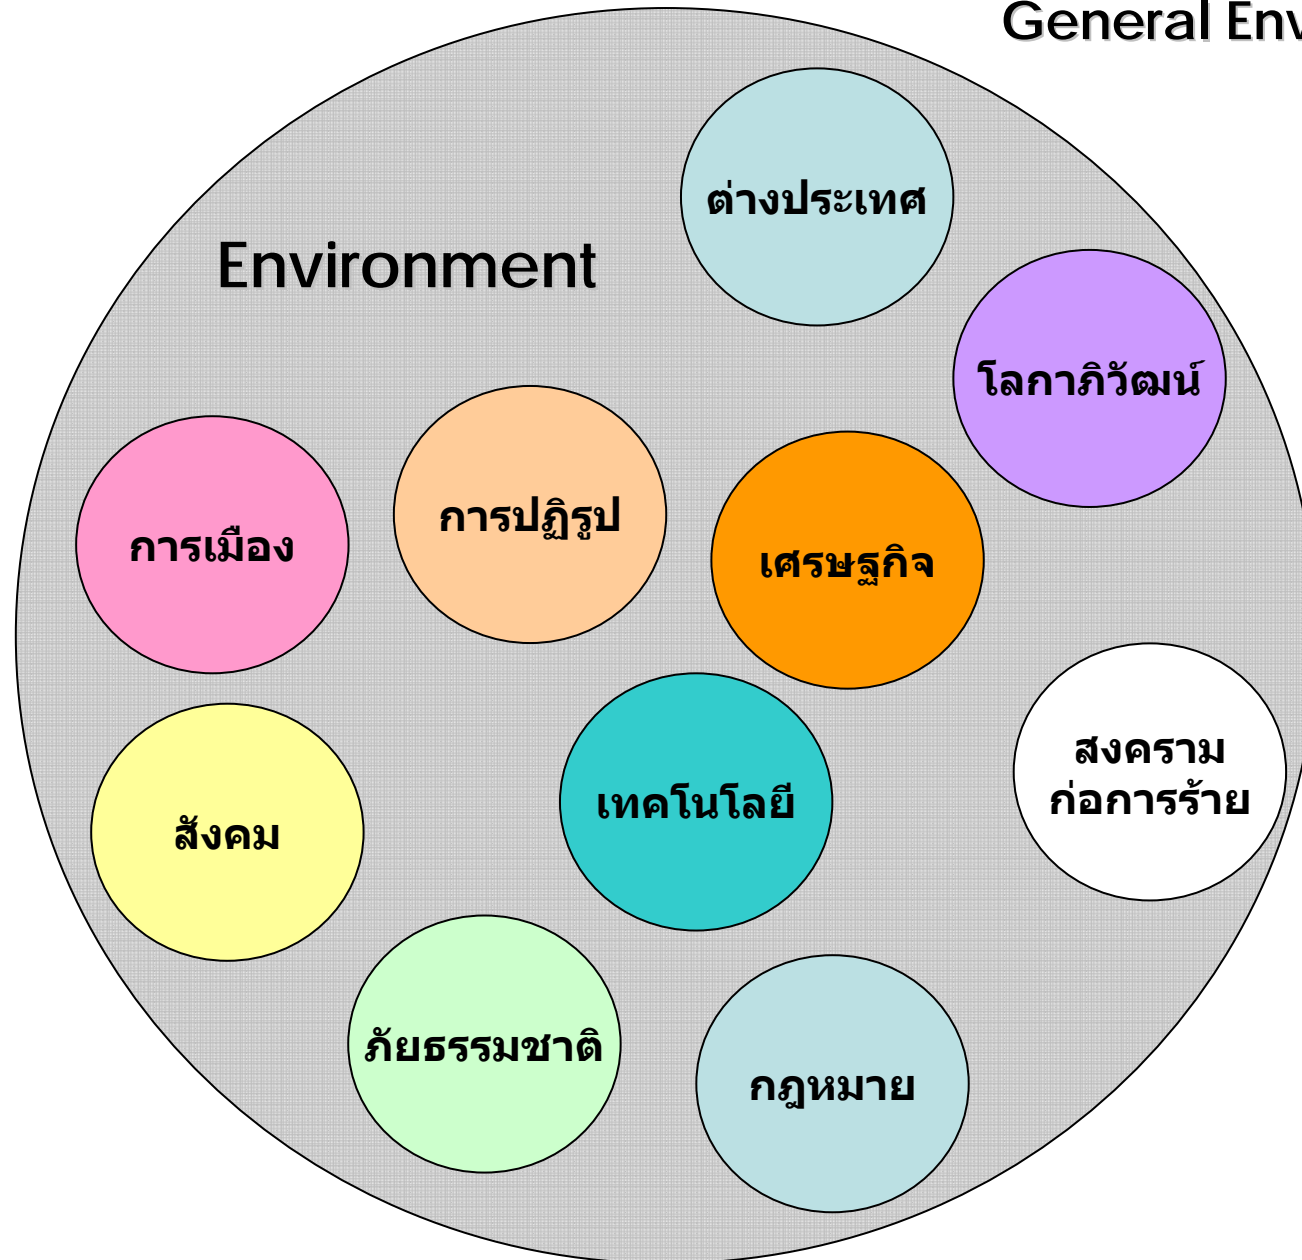 General Env
ต่างประเทศ
Environment
โลกาภิวัฒน์
การปฏิรูป
การเมือง
เศรษฐกิจ
สงคราม
ก่อการร้าย
เทคโนโลยี
สังคม
ภัยธรรมชาติ
กฎหมาย